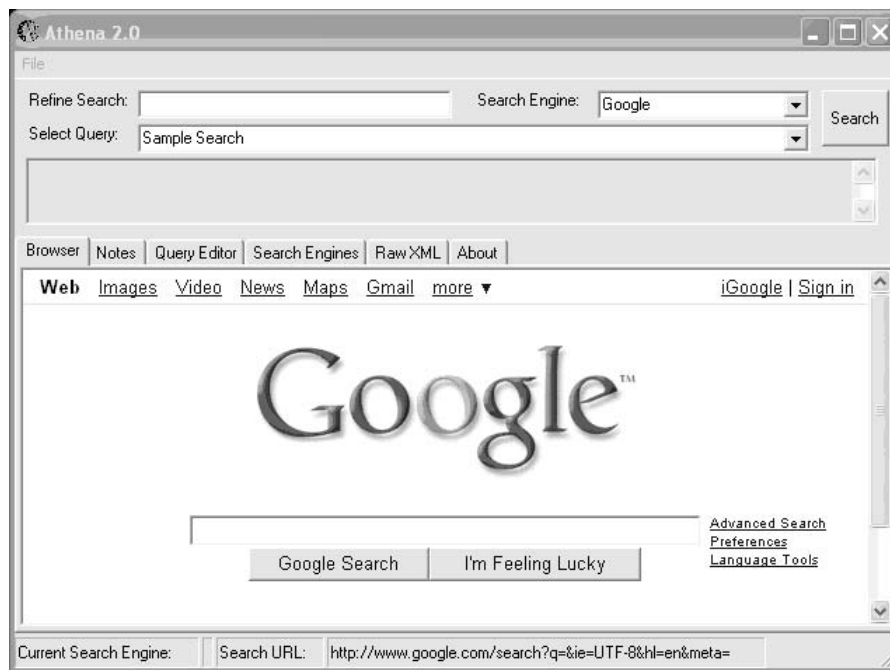 Athena 2.0
File
Refine Search: Search Engine: Google Search
Select Query: Sample Search
Browser Notes Query Editor Search Engines Raw XML About
Web Images Video News Maps Gmail more ▼ iGoogle | Sign in
Google™
Advanced Search
Preferences
Language Tools
Google Search I'm Feeling Lucky
Current Search Engine: Search URL: http://www.google.com/search?q=&ie=UTF-8&hl=en&meta=